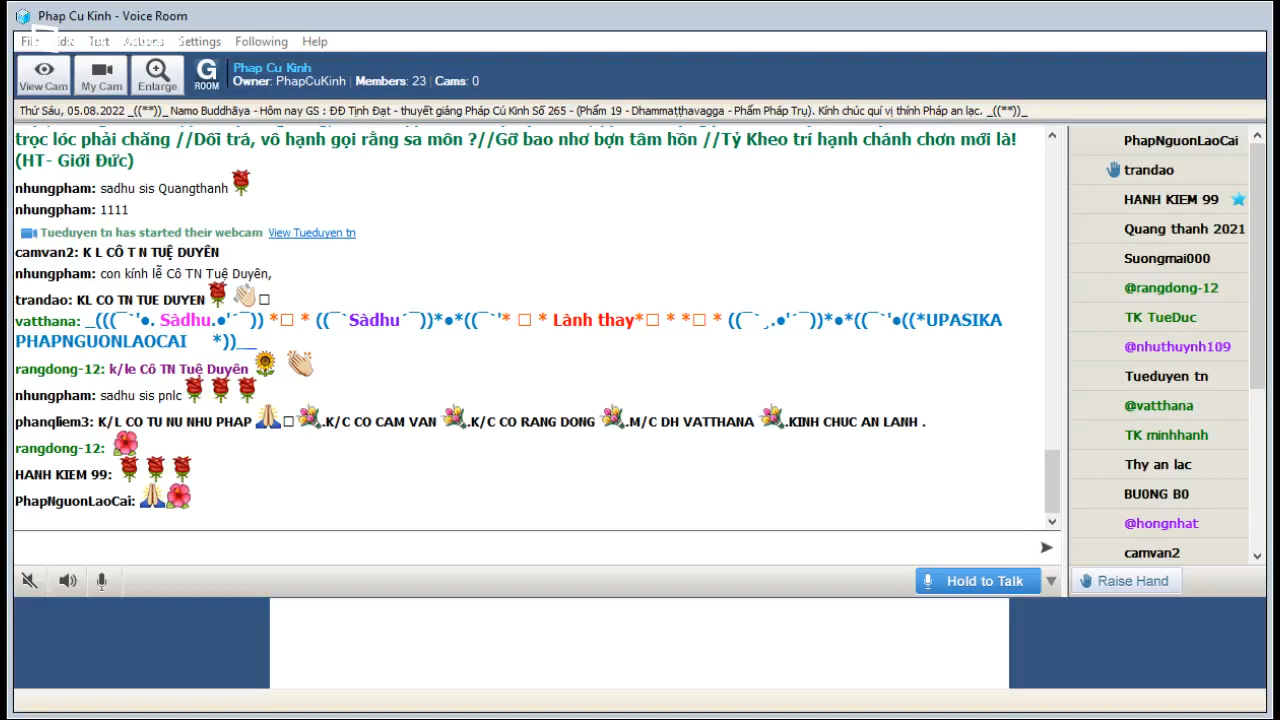 Phap Cu Kinh - Voice Room
Settings Following Help
View Cam My Cam Enlarge G ROOM
Phap Cu Kinh
Owner: PhapCuKinh | Members: 23 | Cams: 0
Thứ Sáu, 05.08.2022 _((**))_ Namo Buddhāya - Hôm nay GS : ĐĐ Tịnh Đạt - thuyết giảng Pháp Cú Kinh Số 265 - (Phẩm 19 - Dhammaṭṭhavagga - Phẩm Pháp Trụ). Kính chúc quí vị thính Pháp an lạc. _((**))_
trọc lóc phải chăng //Dối trá, vô hạnh gọi rằng sa môn ?//Gỡ bao nhơ bợn tâm hồn //Tỷ Kheo trí hạnh chánh chơn mới là!
(HT- Giới Đức)
nhungpham: sadhu sis Quangthanh
nhungpham: 1111
Tueduyen tn has started their webcam View Tueduyen tn
camvan2: K L CÔ T N TUỆ DUYÊN
nhungpham: con kính lễ Cô TN Tuệ Duyên,
trandao: KL CO TN TUE DUYEN
vatthana: _(((¯`'●. Sàdhu.●'´¯)) *□ * ((¯`Sàdhu´¯))*●*((¯`'* □ * Lành thay*□ * *□ * ((¯`¸.●'´¯))*●*((¯`'●((*UPASIKA
PHAPNGUONLAOCAI *))__
rangdong-12: k/le Cô TN Tuệ Duyên
nhungpham: sadhu sis pnlc
phanqliem3: K/L CO TU NU NHU PHAP 🙏□💐.K/C CO CAM VAN 💐.K/C CO RANG DONG 💐.M/C DH VATTHANA 💐.KINH CHUC AN LANH .
rangdong-12:
HANH KIEM 99:
PhapNguonLaoCai:
Hold to Talk
PhapNguonLaoCai
trandao
HANH KIEM 99
Quang thanh 2021
Suongmai000
@rangdong-12
TK TueDuc
@nhuthuynh109
Tueduyen tn
@vatthana
TK minhhanh
Thy an lac
BU0NG B0
@hongnhat
camvan2
Raise Hand